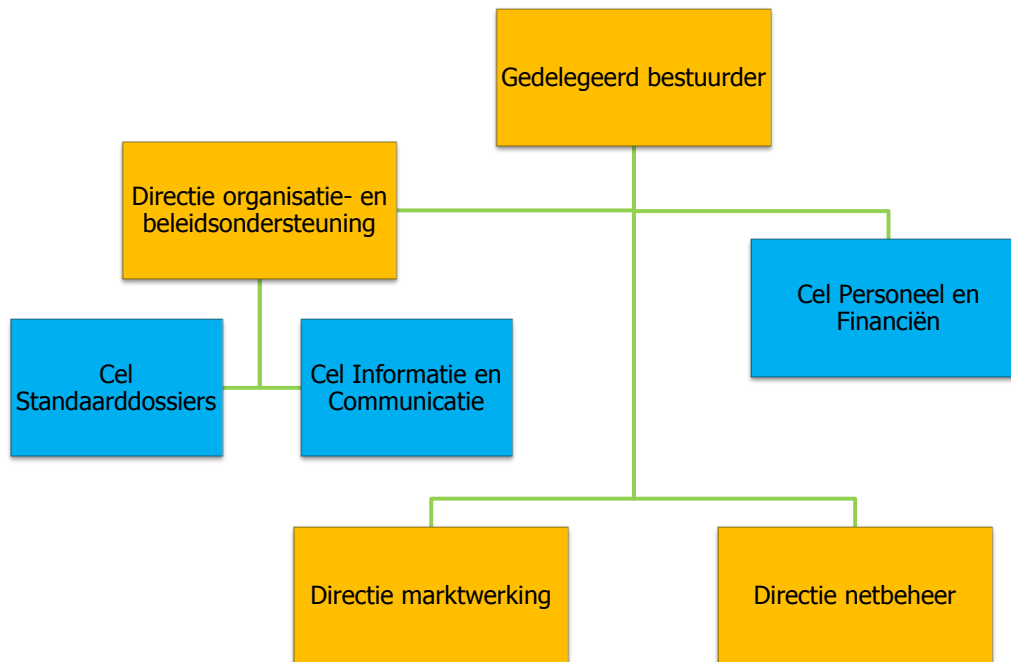 Gedelegeerd bestuurder
Directie organisatie- en
beleidsondersteuning
Cel Personeel en
Financiën
Cel
Standaarddossiers
Cel Informatie en
Communicatie
Directie marktwerking
Directie netbeheer